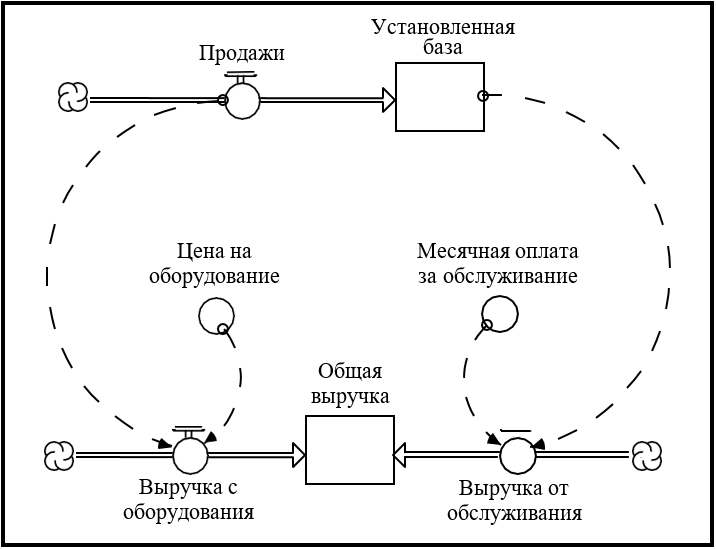 Продажи
Установленная
база
Цена на
оборудование
Месячная оплата
за обслуживание
Общая
выручка
Выручка с
оборудования
Выручка от
обслуживания